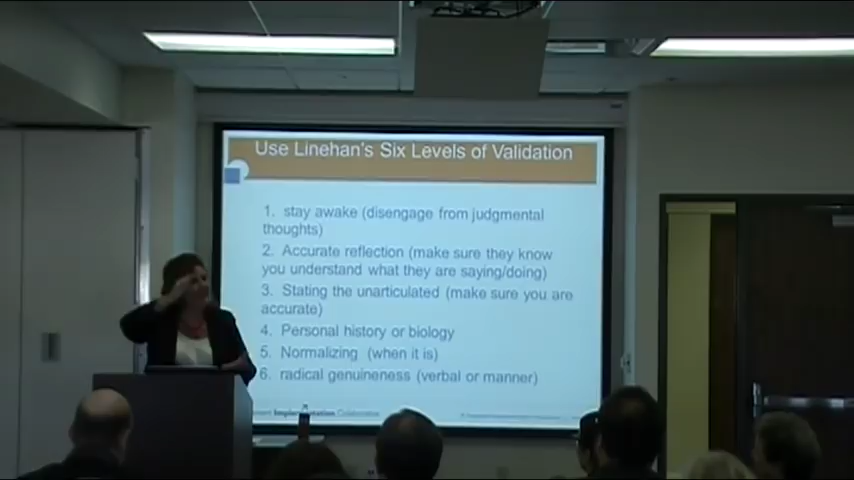 Use Linehan's Six Levels of Validation
1. stay awake (disengage from judgmental
thoughts)
2. Accurate reflection (make sure they know
you understand what they are saying/doing)
3. Stating the unarticulated (make sure you are
accurate)
4. Personal history or biology
5. Normalizing (when it is)
6. radical genuineness (verbal or manner)
Implementation Collaborative